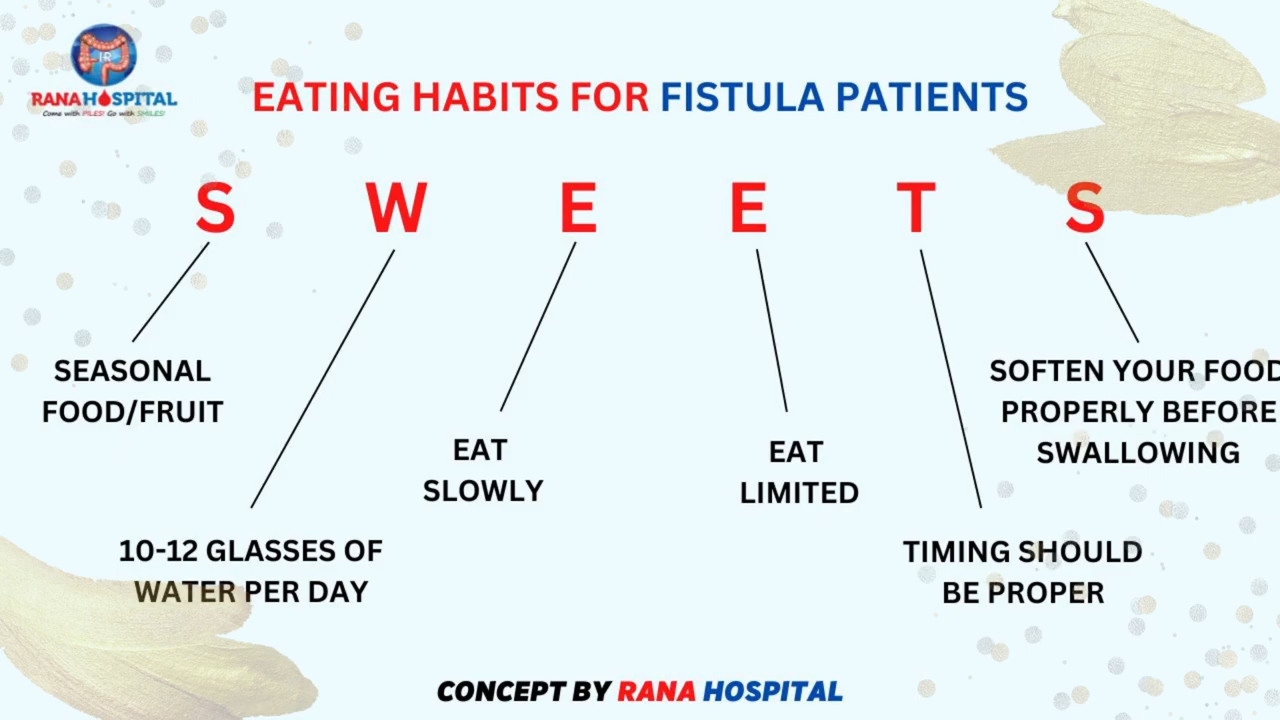 RANA HOSPITAL
Come with PILES! Go with SMILES!
EATING HABITS FOR FISTULA PATIENTS
S W E E T S
SEASONAL
FOOD/FRUIT
10-12 GLASSES OF
WATER PER DAY
EAT
SLOWLY
EAT
LIMITED
TIMING SHOULD
BE PROPER
SOFTEN YOUR FOOD
PROPERLY BEFORE
SWALLOWING
CONCEPT BY RANA HOSPITAL